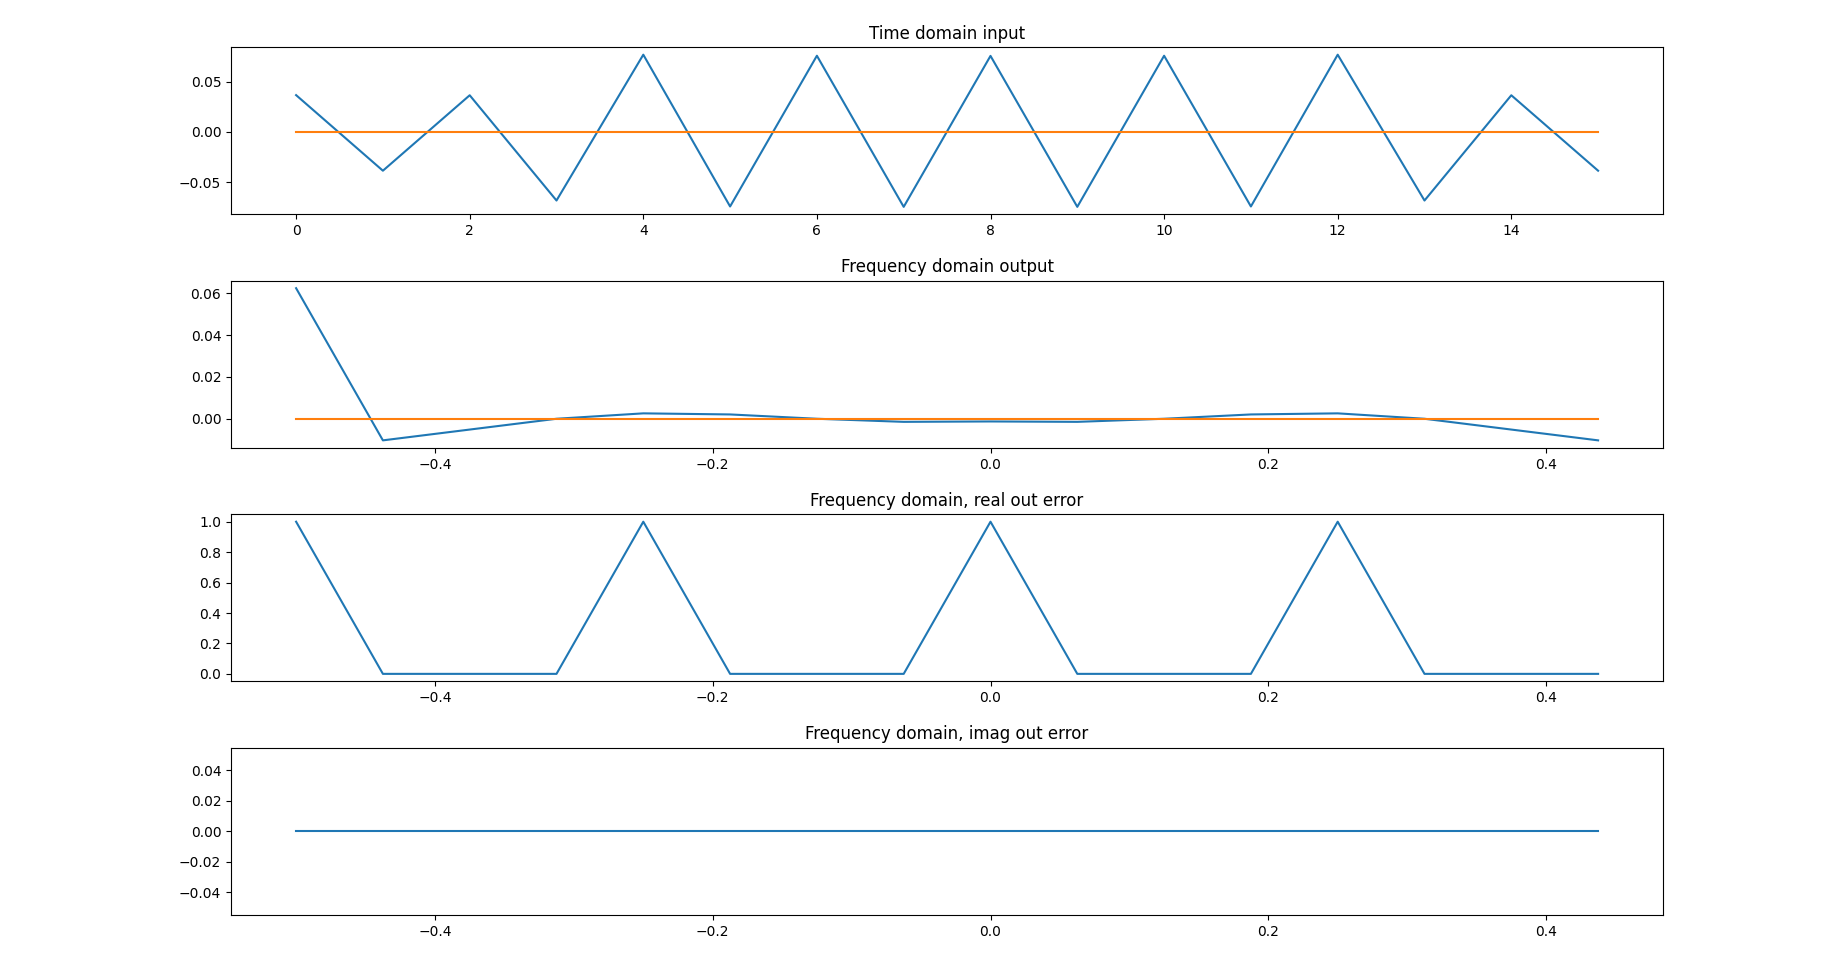 Time domain input
0.05
0.00
−0.05
0 2 4 6 8 10 12 14
Frequency domain output
0.06
0.04
0.02
0.00
−0.4 −0.2 0.0 0.2 0.4
Frequency domain, real out error
1.0
0.8
0.6
0.4
0.2
0.0
−0.4 −0.2 0.0 0.2 0.4
Frequency domain, imag out error
0.04
0.02
0.00
−0.02
−0.04
−0.4 −0.2 0.0 0.2 0.4